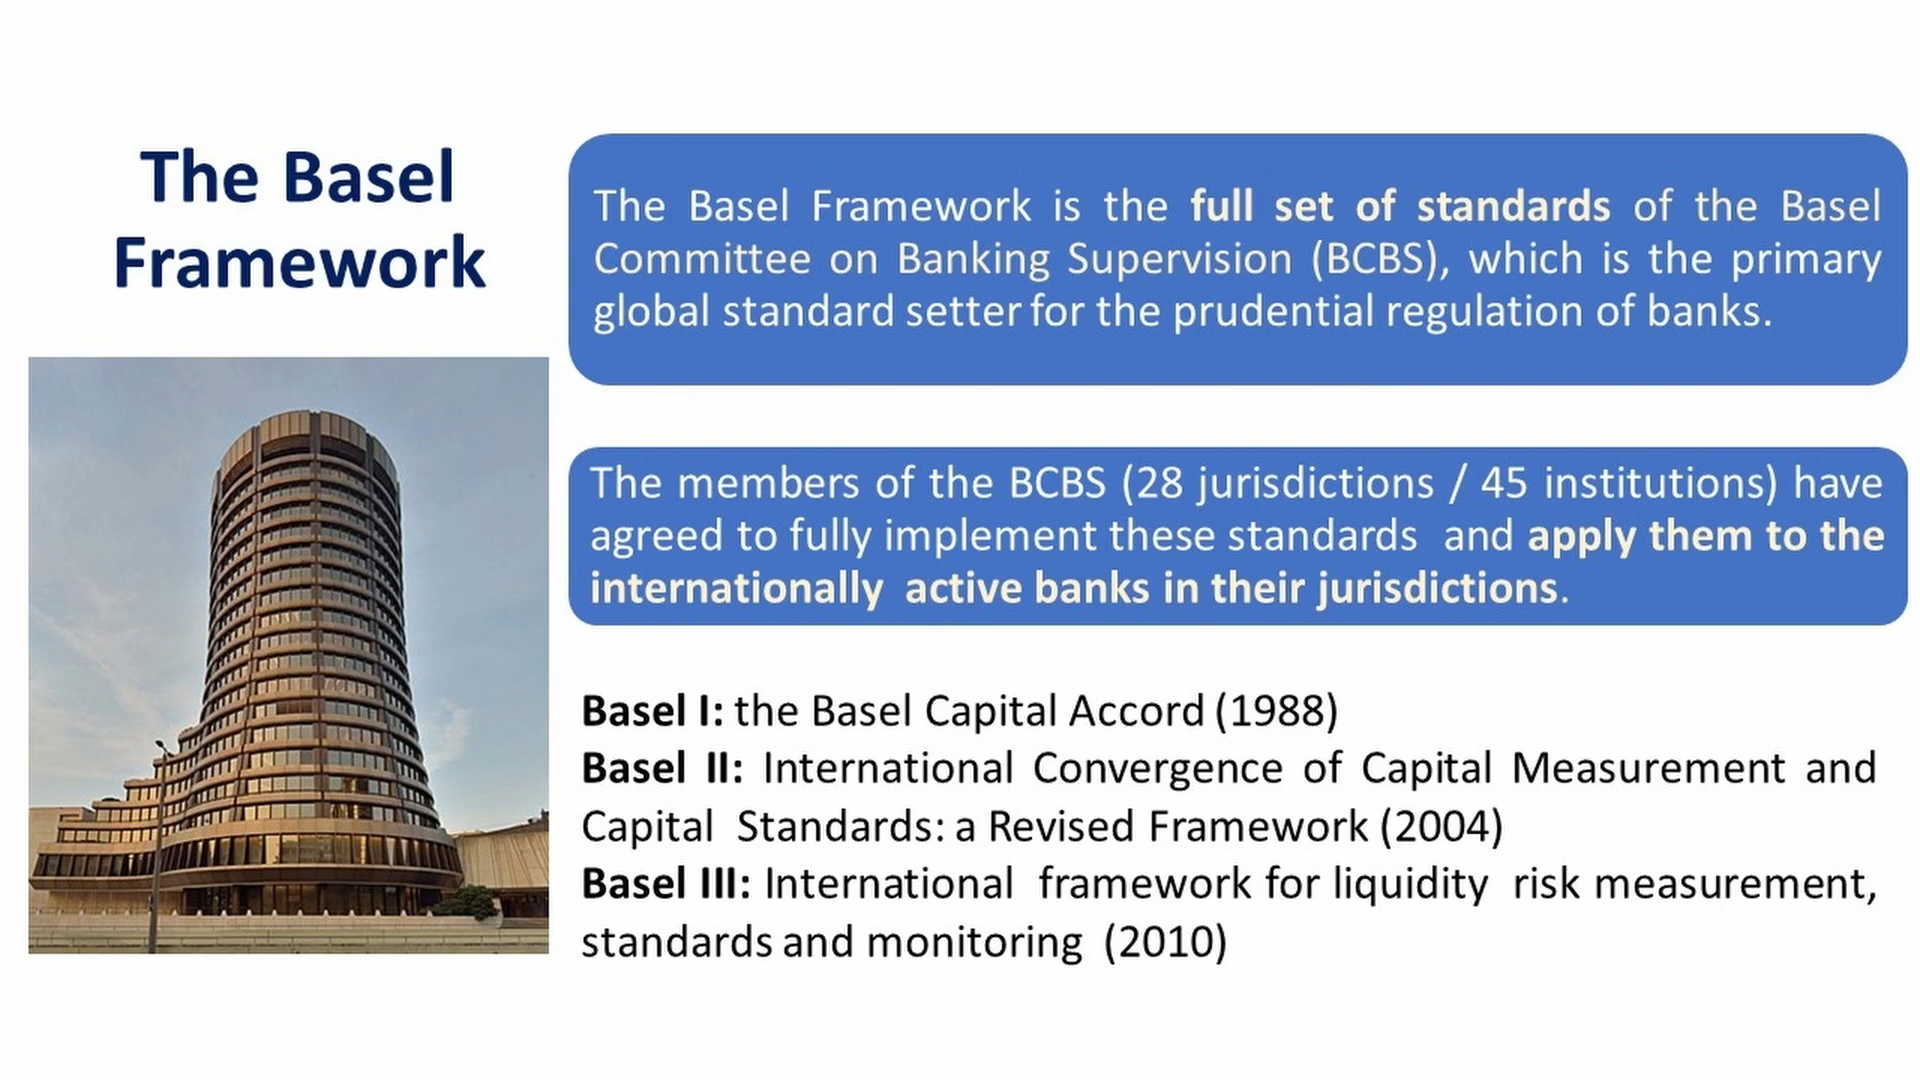 The Basel
Framework
The Basel Framework is the full set of standards of the Basel
Committee on Banking Supervision (BCBS), which is the primary
global standard setter for the prudential regulation of banks.
The members of the BCBS (28 jurisdictions / 45 institutions) have
agreed to fully implement these standards and apply them to the
internationally active banks in their jurisdictions.
Basel I: the Basel Capital Accord (1988)
Basel II: International Convergence of Capital Measurement and
Capital Standards: a Revised Framework (2004)
Basel III: International framework for liquidity risk measurement,
standards and monitoring (2010)